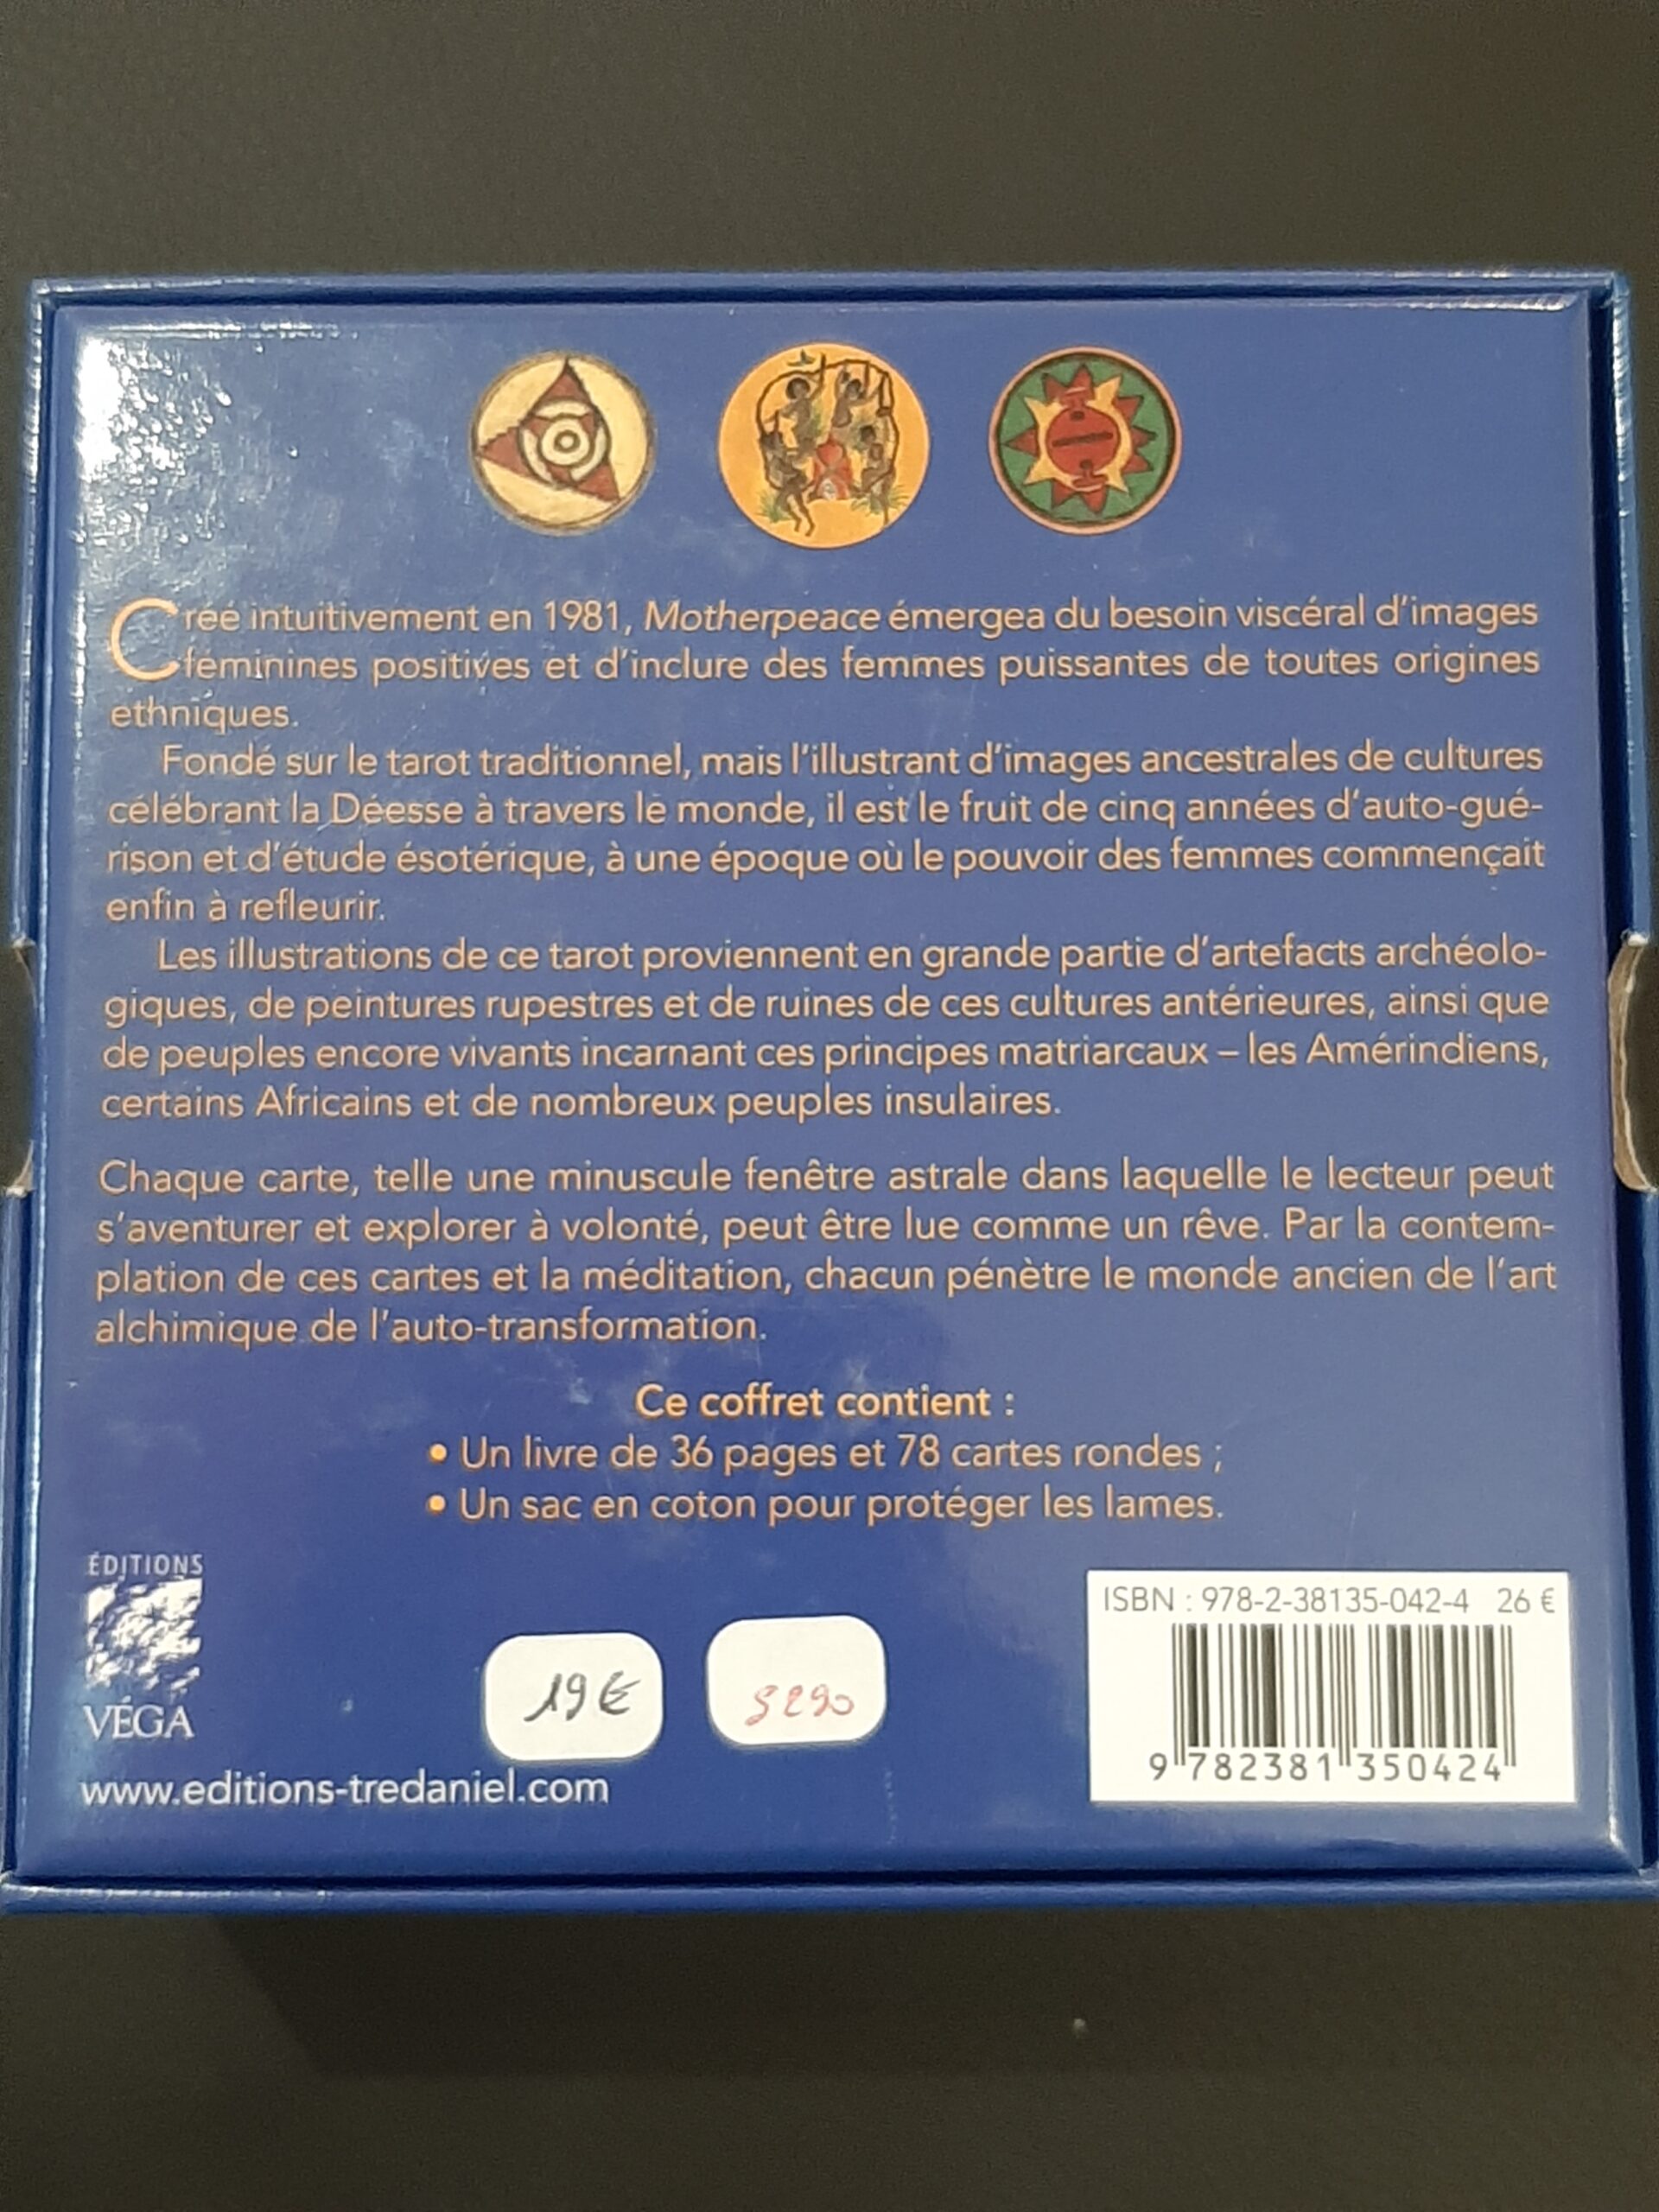 Créé intuitivement en 1981, Motherpeace émergea du besoin viscéral d'images
féminines positives et d'inclure des femmes puissantes de toutes origines
ethniques.
Fondé sur le tarot traditionnel, mais l'illustrant d'images ancestrales de cultures
célébrant la Déesse à travers le monde, il est le fruit de cinq années d'auto-gué-
rison et d'étude ésotérique, à une époque où le pouvoir des femmes commençait
enfin à refleurir.
Les illustrations de ce tarot proviennent en grande partie d'artefacts archéolo-
giques, de peintures rupestres et de ruines de ces cultures antérieures, ainsi que
de peuples encore vivants incarnant ces principes matriarcaux – les Amérindiens,
certains Africains et de nombreux peuples insulaires.
Chaque carte, telle une minuscule fenêtre astrale dans laquelle le lecteur peut
s'aventurer et explorer à volonté, peut être lue comme un rêve. Par la contem-
plation de ces cartes et la méditation, chacun pénètre le monde ancien de l'art
alchimique de l'auto-transformation.
Ce coffret contient :
• Un livre de 36 pages et 78 cartes rondes ;
• Un sac en coton pour protéger les lames.
ÉDITIONS
VÉGA
www.editions-tredaniel.com
19€
ISBN : 978-2-38135-042-4 26 €
9 782381 350424